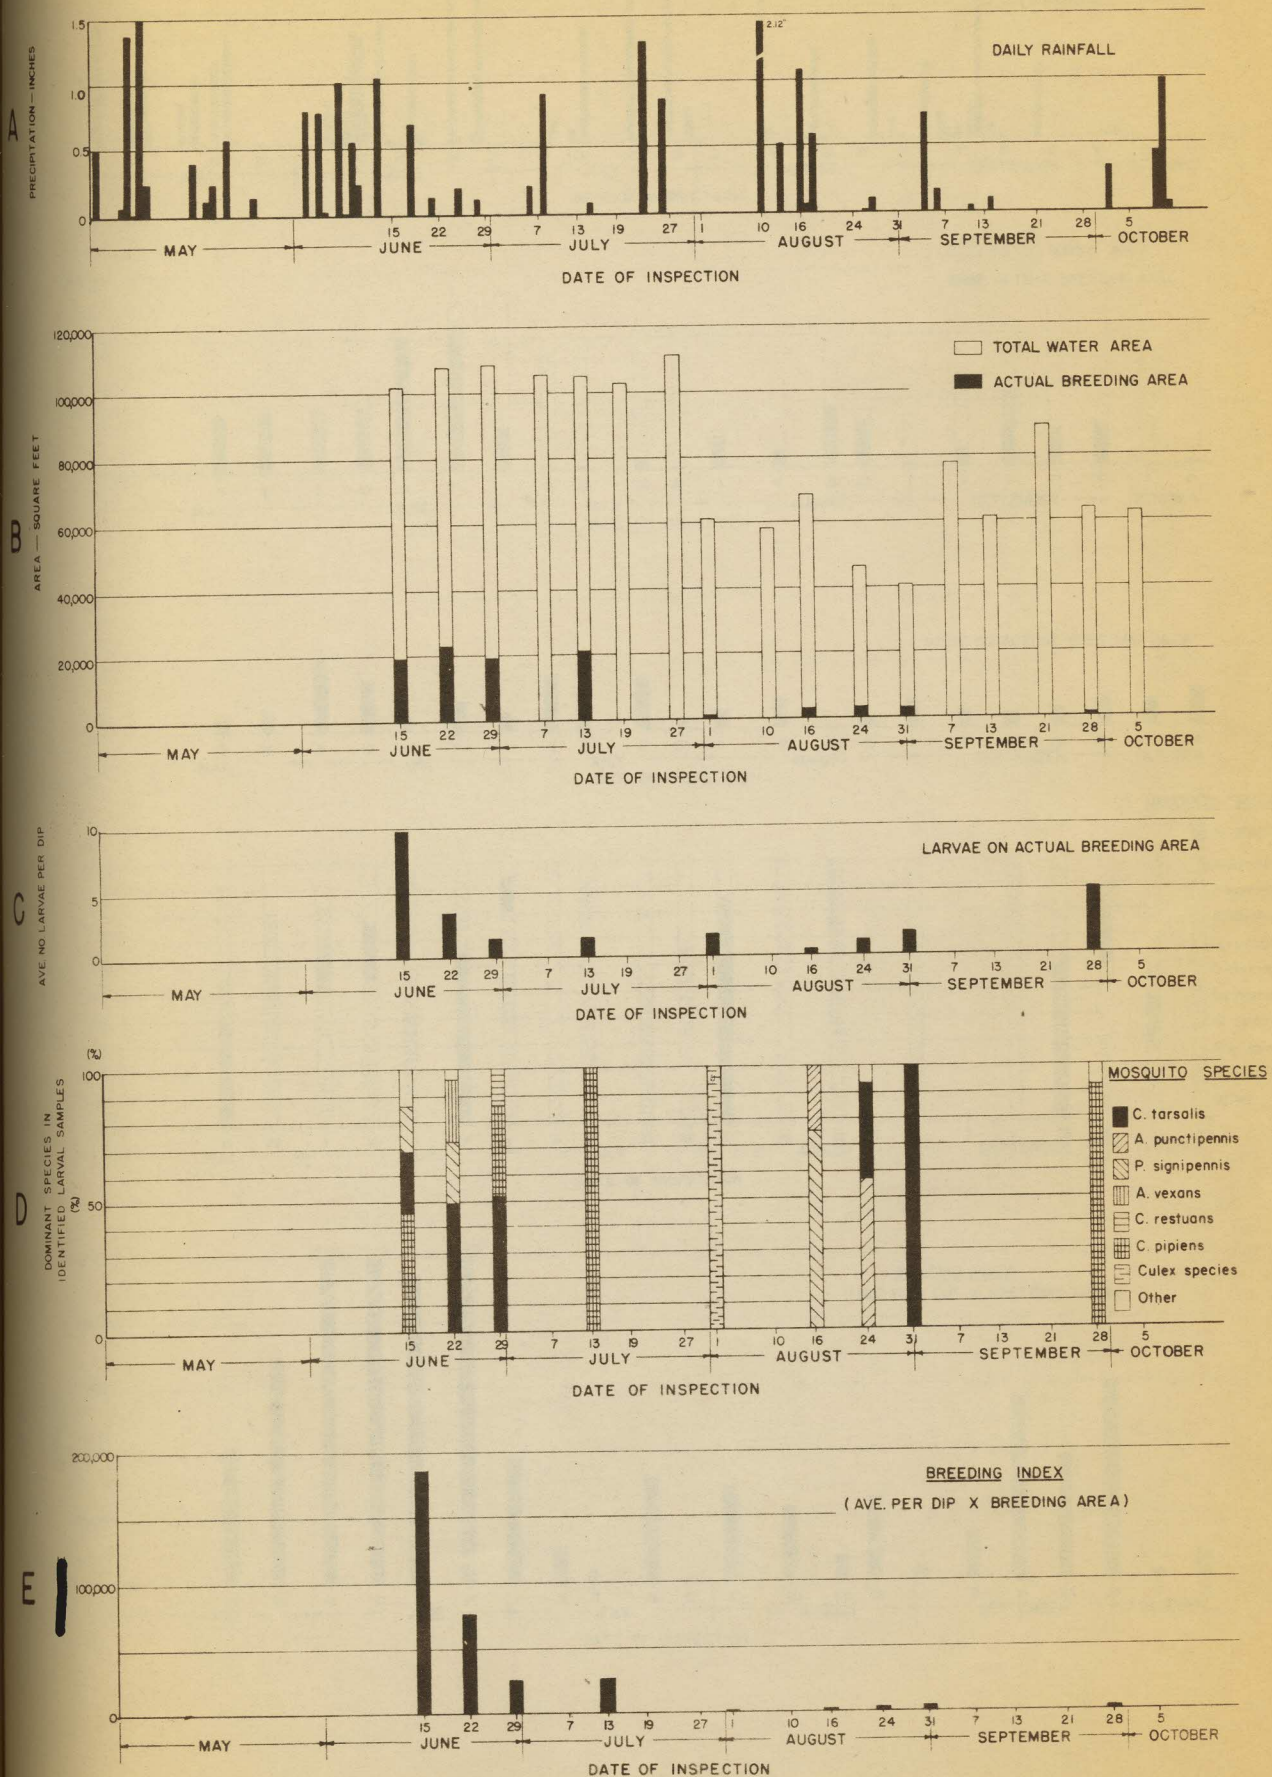 A
PRECIPITATION — INCHES
DAILY RAINFALL
2.12"
1.5
1.0
0.5
0
15 22 29 7 13 19 27 1 10 16 24 31 7 13 21 28 5
MAY JUNE JULY AUGUST SEPTEMBER OCTOBER
DATE OF INSPECTION
B
AREA — SQUARE FEET
TOTAL WATER AREA
ACTUAL BREEDING AREA
120,000
100,000
80,000
60,000
40,000
20,000
0
15 22 29 7 13 19 27 1 10 16 24 31 7 13 21 28 5
MAY JUNE JULY AUGUST SEPTEMBER OCTOBER
DATE OF INSPECTION
C
AVE. NO. LARVAE PER DIP
LARVAE ON ACTUAL BREEDING AREA
10
5
0
15 22 29 7 13 19 27 1 10 16 24 31 7 13 21 28 5
MAY JUNE JULY AUGUST SEPTEMBER OCTOBER
DATE OF INSPECTION
D
DOMINANT SPECIES IN
IDENTIFIED LARVAL SAMPLES
(%)
(%)
100
50
0
MOSQUITO SPECIES
C. tarsalis
A. punctipennis
P. signipennis
A. vexans
C. restuans
C. pipiens
Culex species
Other
15 22 29 7 13 19 27 1 10 16 24 31 7 13 21 28 5
MAY JUNE JULY AUGUST SEPTEMBER OCTOBER
DATE OF INSPECTION
E
BREEDING INDEX
(AVE. PER DIP X BREEDING AREA)
200,000
100,000
0
15 22 29 7 13 19 27 1 10 16 24 31 7 13 21 28 5
MAY JUNE JULY AUGUST SEPTEMBER OCTOBER
DATE OF INSPECTION